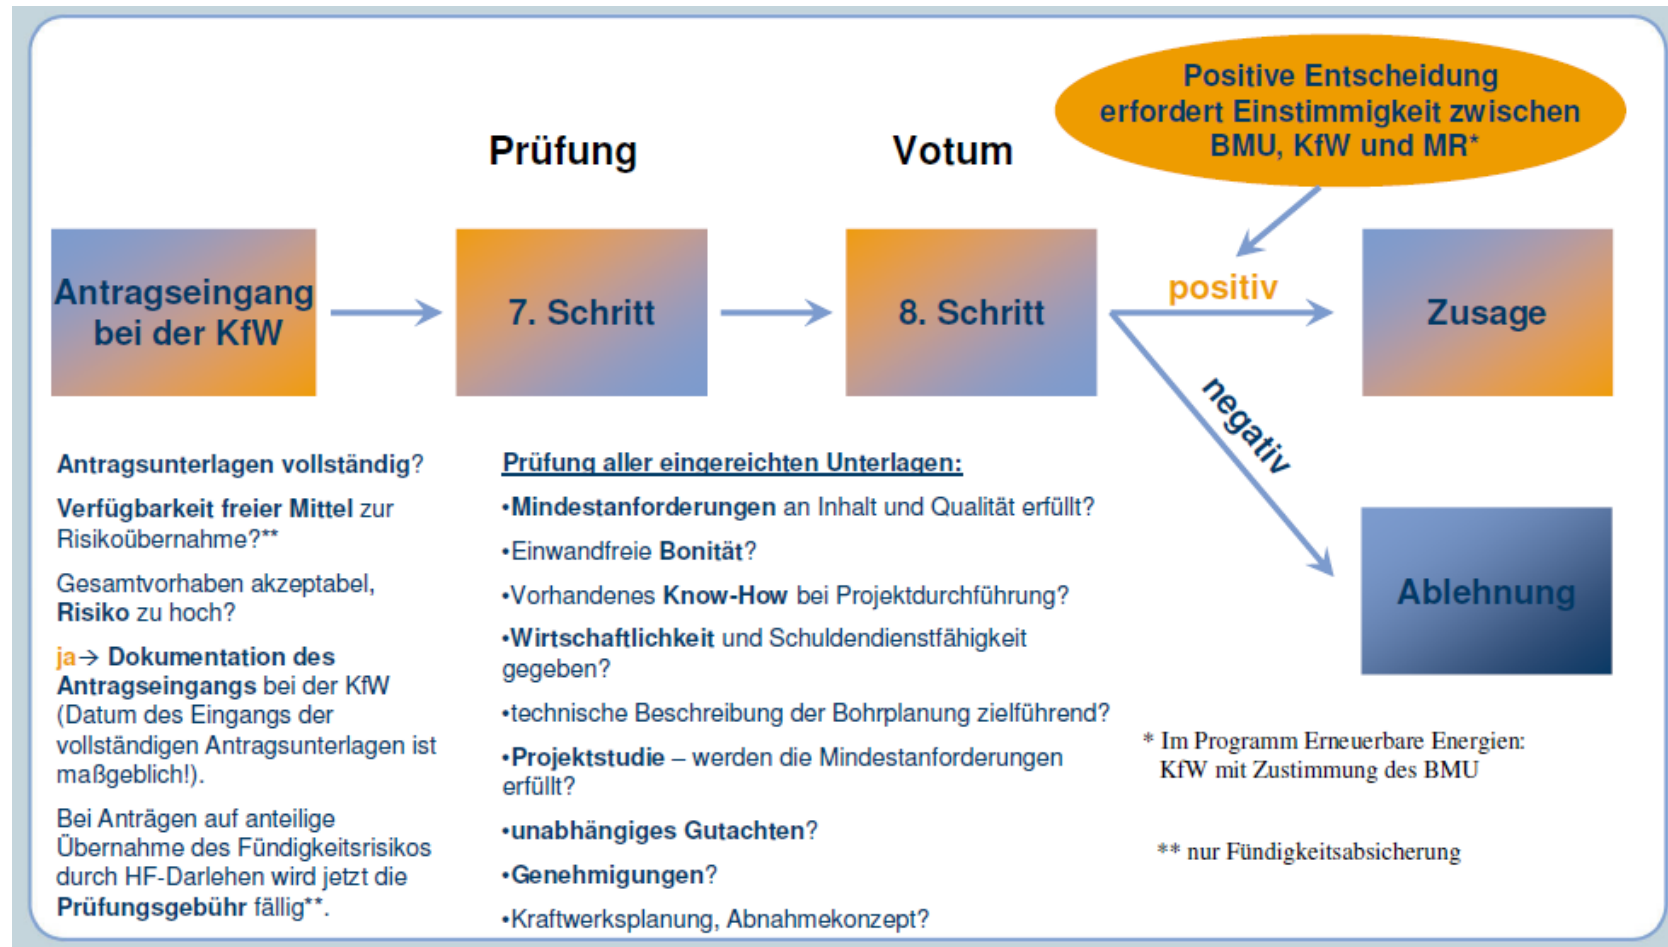 Positive Entscheidung
erfordert Einstimmigkeit zwischen
BMU, KfW und MR*
Prüfung
Votum
Antragseingang
bei der KfW
7. Schritt
8. Schritt
positiv
negativ
Zusage
Ablehnung
Antragsunterlagen vollständig?
Verfügbarkeit freier Mittel zur
Risikoübernahme?**
Gesamtvorhaben akzeptabel,
Risiko zu hoch?
ja→ Dokumentation des
Antragseingangs bei der KfW
(Datum des Eingangs der
vollständigen Antragsunterlagen ist
maßgeblich!).
Bei Anträgen auf anteilige
Übernahme des Fündigkeitsrisikos
durch HF-Darlehen wird jetzt die
Prüfungsgebühr fällig**.
Prüfung aller eingereichten Unterlagen:
•Mindestanforderungen an Inhalt und Qualität erfüllt?
•Einwandfreie Bonität?
•Vorhandenes Know-How bei Projektdurchführung?
•Wirtschaftlichkeit und Schuldendienstfähigkeit
gegeben?
•technische Beschreibung der Bohrplanung zielführend?
•Projektstudie – werden die Mindestanforderungen
erfüllt?
•unabhängiges Gutachten?
•Genehmigungen?
•Kraftwerksplanung, Abnahmekonzept?
* Im Programm Erneuerbare Energien:
KfW mit Zustimmung des BMU
** nur Fündigkeitsabsicherung